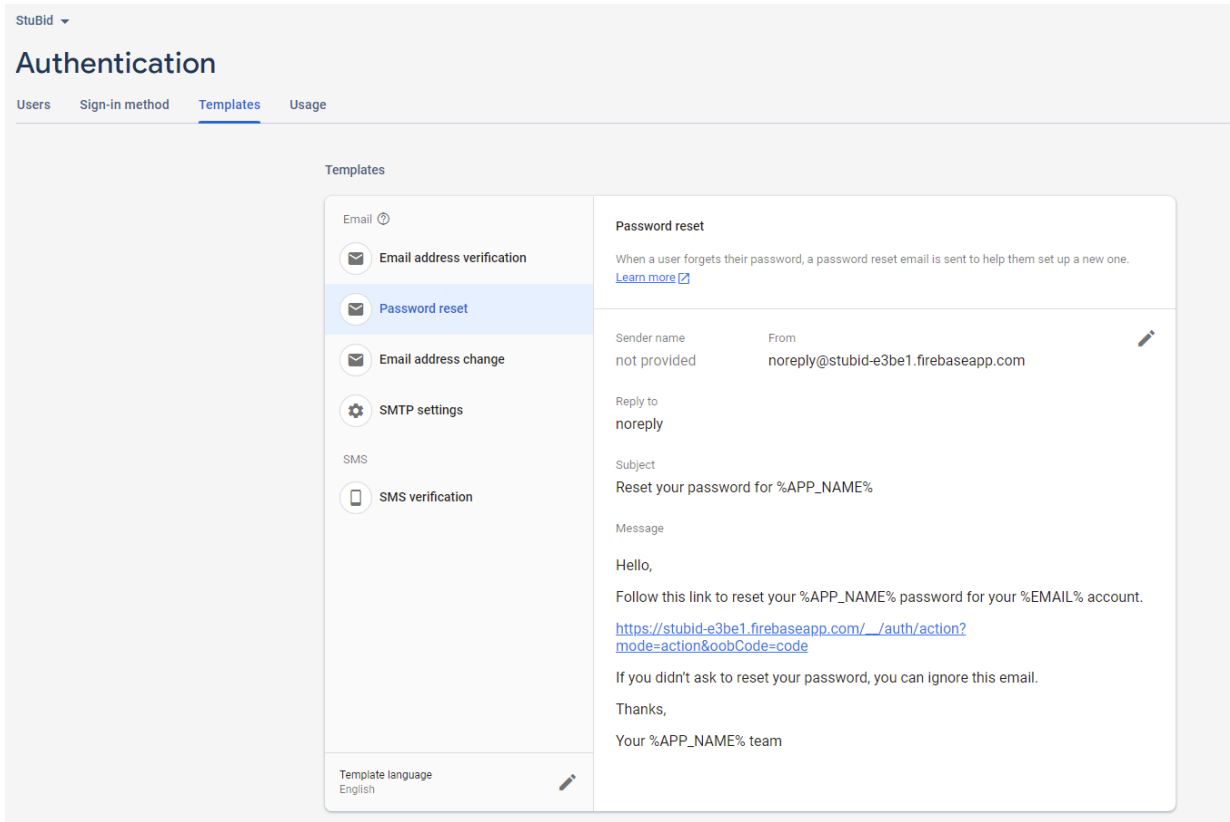 StuBid
Authentication
Users Sign-in method Templates Usage
Templates
Email
Email address verification
Password reset
Email address change
SMTP settings
SMS
SMS verification
Template language
English
Password reset
When a user forgets their password, a password reset email is sent to help them set up a new one.
Learn more
Sender name From
not provided noreply@stubid-e3be1.firebaseapp.com
Reply to
noreply
Subject
Reset your password for %APP_NAME%
Message
Hello,
Follow this link to reset your %APP_NAME% password for your %EMAIL% account.
https://stubid-e3be1.firebaseapp.com/__/auth/action?
mode=action&oobCode=code
If you didn’t ask to reset your password, you can ignore this email.
Thanks,
Your %APP_NAME% team